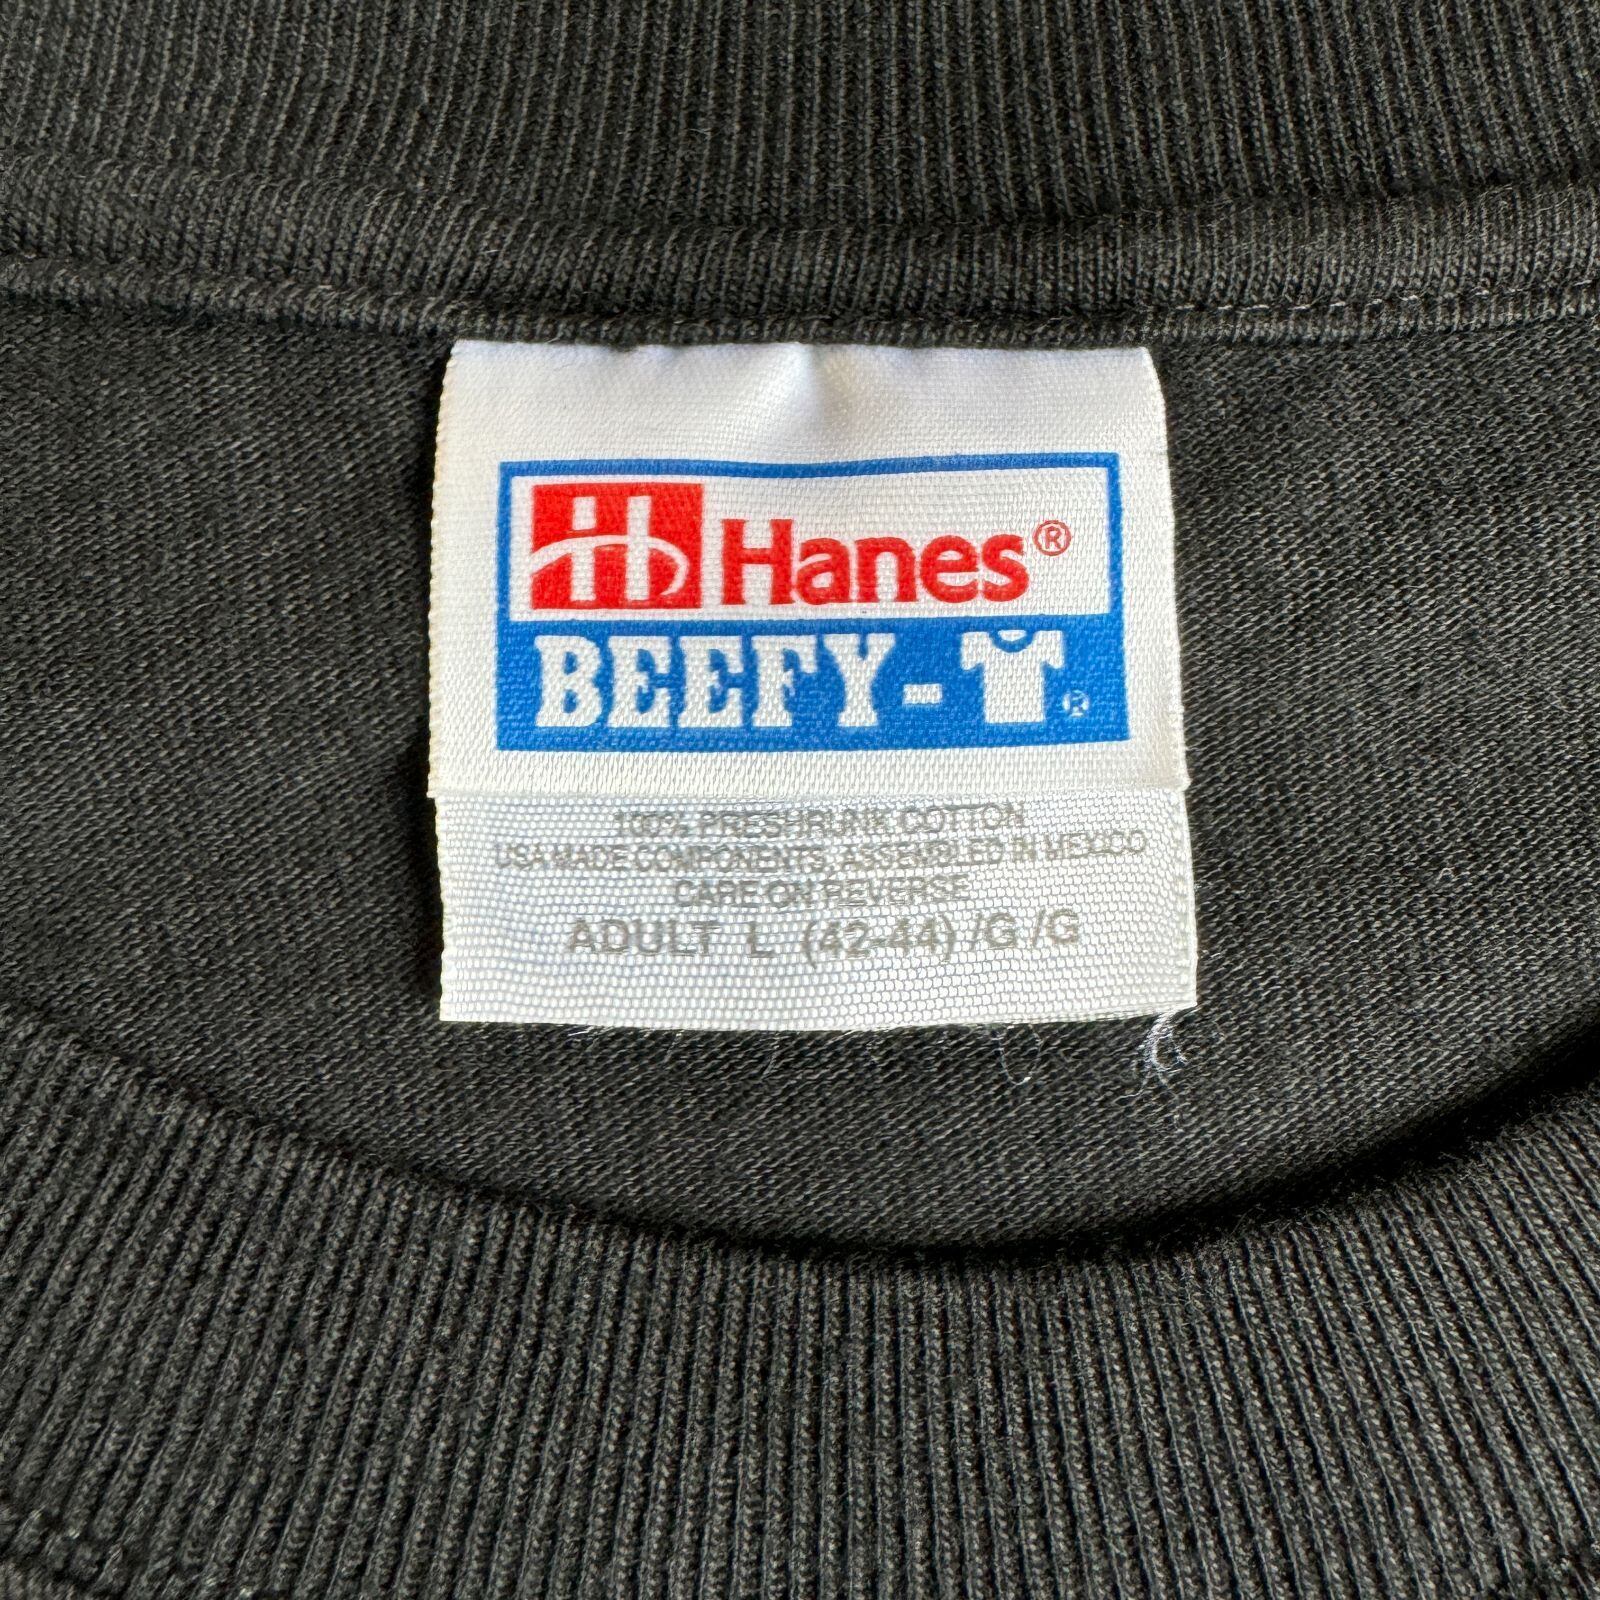 Hanes®
BEEFY-T®
100% PRESHRUNK COTTON
USA MADE COMPONENTS, ASSEMBLED IN MEXICO
CARE ON REVERSE
ADULT L (42-44) /G /G